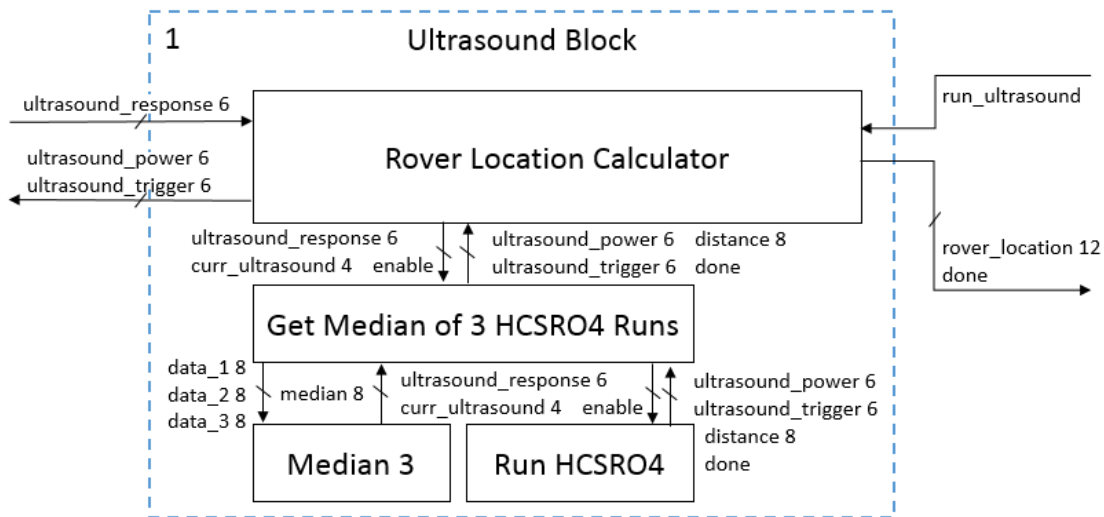 1
Ultrasound Block
ultrasound_response 6
run_ultrasound
ultrasound_power 6
ultrasound_trigger 6
Rover Location Calculator
rover_location 12
done
ultrasound_response 6
curr_ultrasound 4 enable
ultrasound_power 6 distance 8
ultrasound_trigger 6 done
Get Median of 3 HCSRO4 Runs
data_1 8
data_2 8
data_3 8
median 8
ultrasound_response 6
curr_ultrasound 4 enable
ultrasound_power 6
ultrasound_trigger 6
distance 8
done
Median 3
Run HCSRO4